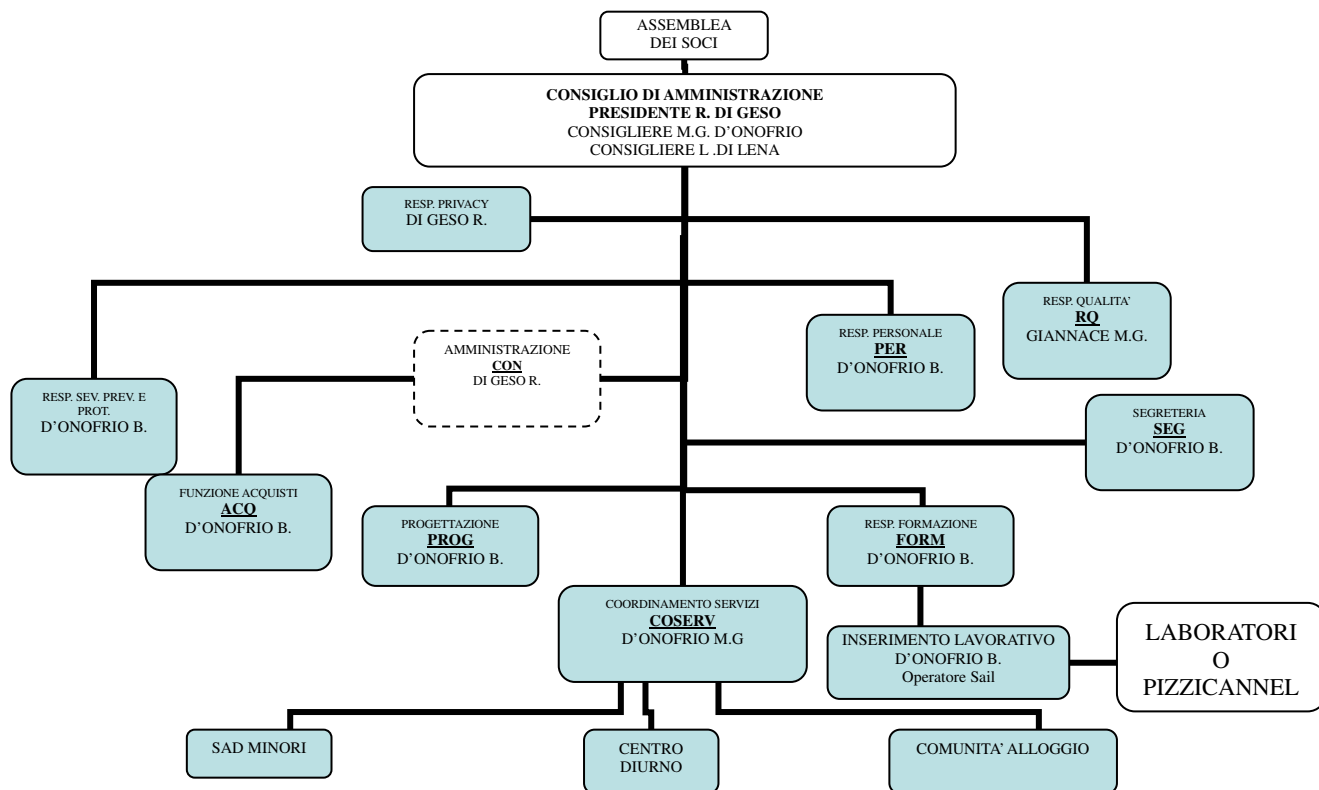 ASSEMBLEA
DEI SOCI
CONSIGLIO DI AMMINISTRAZIONE
PRESIDENTE R. DI GESO
CONSIGLIERE M.G. D'ONOFRIO
CONSIGLIERE L .DI LENA
RESP. PRIVACY
DI GESO R.
RESP. QUALITA'
RQ
GIANNACE M.G.
RESP. PERSONALE
PER
D'ONOFRIO B.
AMMINISTRAZIONE
CON
DI GESO R.
RESP. SEV. PREV. E
PROT.
D'ONOFRIO B.
SEGRETERIA
SEG
D'ONOFRIO B.
FUNZIONE ACQUISTI
ACQ
D'ONOFRIO B.
PROGETTAZIONE
PROG
D'ONOFRIO B.
RESP. FORMAZIONE
FORM
D'ONOFRIO B.
COORDINAMENTO SERVIZI
COSERV
D'ONOFRIO M.G
INSERIMENTO LAVORATIVO
D'ONOFRIO B.
Operatore Sail
LABORATORI
O
PIZZICANNEL
SAD MINORI
CENTRO
DIURNO
COMUNITA' ALLOGGIO